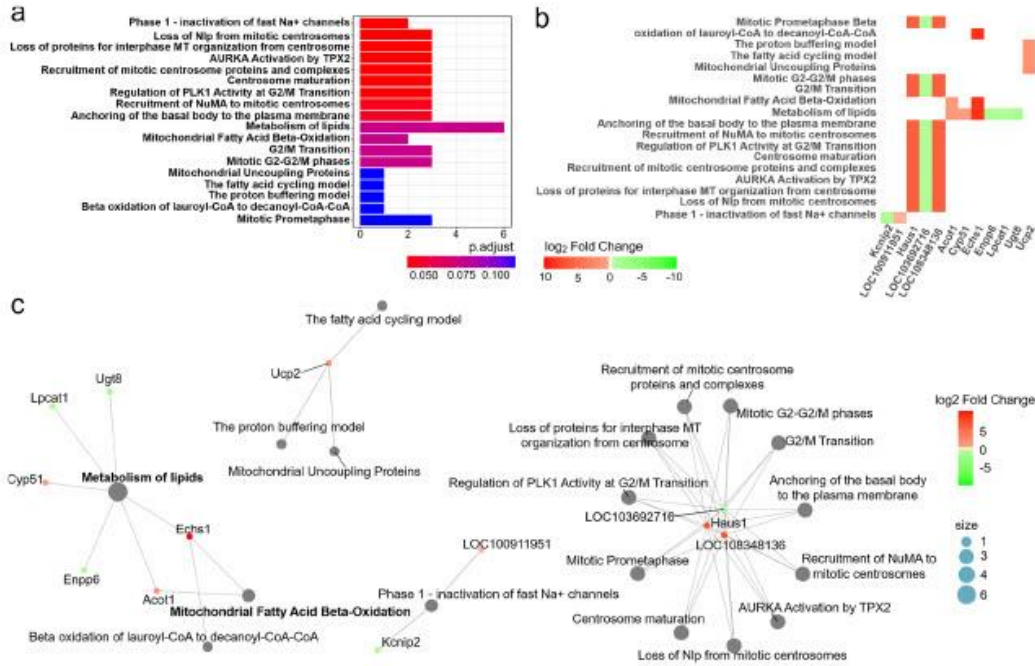 a
Phase 1 - inactivation of fast Na+ channels
Loss of Nlp from mitotic centrosomes
Loss of proteins for interphase MT organization from centrosome
AURKA Activation by TPX2
Recruitment of mitotic centrosome proteins and complexes
Centrosome maturation
Regulation of PLK1 Activity at G2/M Transition
Recruitment of NuMA to mitotic centrosomes
Anchoring of the basal body to the plasma membrane
Metabolism of lipids
Mitochondrial Fatty Acid Beta-Oxidation
G2/M Transition
Mitotic G2-G2/M phases
Mitochondrial Uncoupling Proteins
The fatty acid cycling model
The proton buffering model
Beta oxidation of lauroyl-CoA to decanoyl-CoA-CoA
Mitotic Prometaphase
0 2 4 6
p.adjust
0.050 0.100
b
Mitotic Prometaphase Beta
oxidation of lauroyl-CoA to decanoyl-CoA-CoA
The proton buffering model
The fatty acid cycling model
Mitochondrial Uncoupling Proteins
Mitotic G2-G2/M phases
G2/M Transition
Mitochondrial Fatty Acid Beta-Oxidation
Metabolism of lipids
Anchoring of the basal body to the plasma membrane
Recruitment of NuMA to mitotic centrosomes
Regulation of PLK1 Activity at G2/M Transition
Centrosome maturation
Recruitment of mitotic centrosome proteins and complexes
AURKA Activation by TPX2
Loss of proteins for interphase MT organization from centrosome
Loss of Nlp from mitotic centrosomes
Phase 1 - inactivation of fast Na+ channels
Kcnip2
LOC100911951
Haus1
LOC103692716
LOC108348136
Acot1
Cyp51
Echs1
Enpp6
Lpcat1
Ugt8
Ucp2
log2 Fold Change
10 5 0 -5 -10
c
The fatty acid cycling model
Ucp2
The proton buffering model
Mitochondrial Uncoupling Proteins
Ugt8
Lpcat1
Cyp51
Metabolism of lipids
Echs1
Enpp6
Acot1
Mitochondrial Fatty Acid Beta-Oxidation
Beta oxidation of lauroyl-CoA to decanoyl-CoA-CoA
LOC100911951
Phase 1 - inactivation of fast Na+ channels
Kcnip2
Recruitment of mitotic centrosome
proteins and complexes
Mitotic G2-G2/M phases
Loss of proteins for interphase MT
organization from centrosome
G2/M Transition
Regulation of PLK1 Activity at G2/M Transition
Anchoring of the basal body
to the plasma membrane
LOC103692716
Haus1
LOC108348136
Mitotic Prometaphase
Recruitment of NuMA to
mitotic centrosomes
Centrosome maturation
AURKA Activation by TPX2
Loss of Nlp from mitotic centrosomes
log2 Fold Change
5
0
-5
size
1
3
4
6